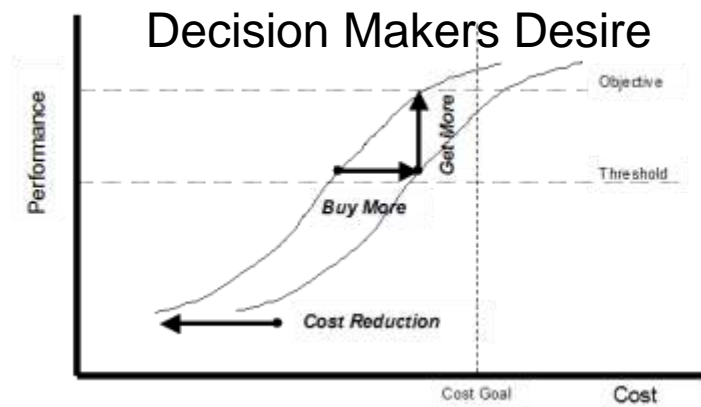 Decision Makers Desire
Objective
Performance
Get More
Threshold
Buy More
Cost Reduction
Cost Goal
Cost